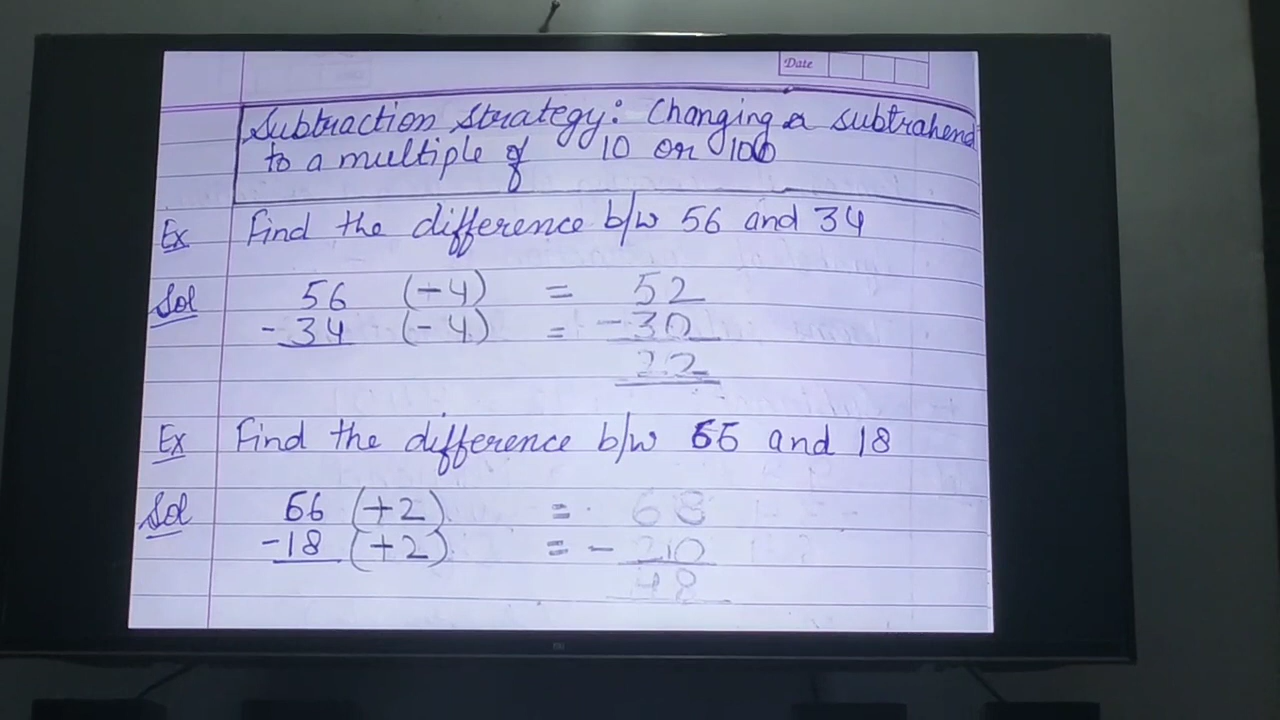 Date
Subtraction Strategy: Changing a subtrahend
to a multiple of 10 or 100
Ex Find the difference b/w 56 and 34
Sol 56 (-4) = 52
- 34 (-4) = -30
22
Ex Find the difference b/w 66 and 18
Sol 66 (+2) = 68
-18 (+2) = - 20
48